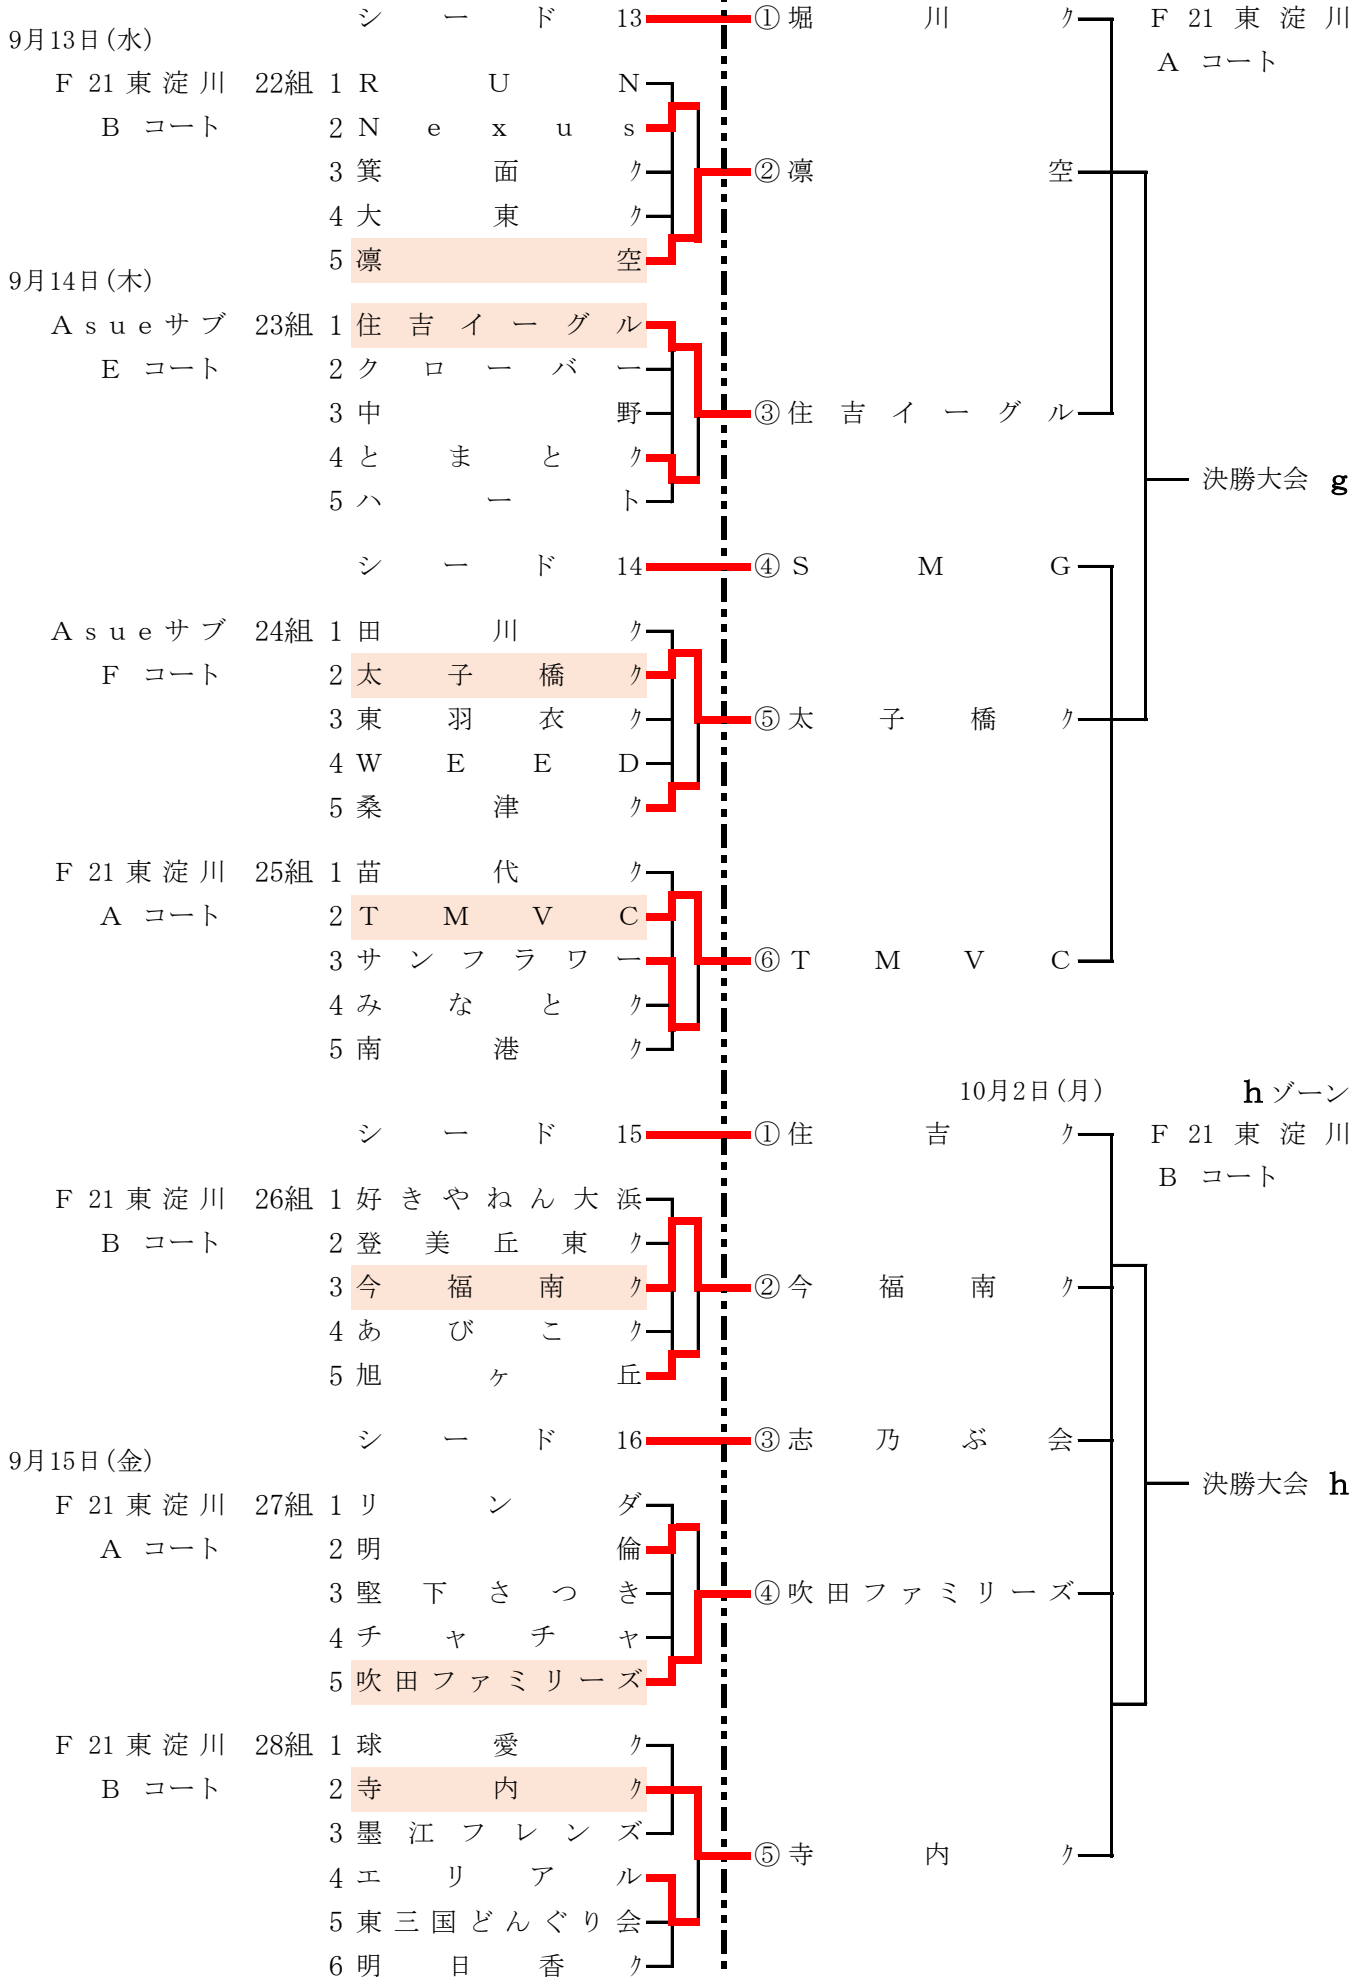 シード 13 ①堀川ｸ F 21 東淀川
9月13日(水)
A コート
F 21 東淀川 22組 1 RUN
B コート 2 Nexus
3 箕面ｸ ②凛空
4 大東ｸ
5 凛空
9月14日(木)
Asueサブ 23組 1 住吉イーグル
E コート 2 クローバー
3 中野 ③住吉イーグル
4 とまとｸ
決勝大会 g
5 ハート
シード 14 ④SMG
Asueサブ 24組 1 田川ｸ
F コート 2 太子橋ｸ
3 東羽衣ｸ ⑤太子橋ｸ
4 WEED
5 桑津ｸ
F 21 東淀川 25組 1 苗代ｸ
A コート 2 TMVC
3 サンフラワー ⑥TMVC
4 みなとｸ
5 南港ｸ
10月2日(月) hゾーン
シード 15 ①住吉ｸ F 21 東淀川
B コート
F 21 東淀川 26組 1 好きやねん大浜
B コート 2 登美丘東ｸ
3 今福南ｸ ②今福南ｸ
4 あびこｸ
5 旭ヶ丘
シード 16 ③志乃ぶ会
9月15日(金)
決勝大会 h
F 21 東淀川 27組 1 リンダ
A コート 2 明倫
3 堅下さつき ④吹田ファミリーズ
4 チャチャ
5 吹田ファミリーズ
F 21 東淀川 28組 1 球愛ｸ
B コート 2 寺内ｸ
3 墨江フレンズ
⑤寺内ｸ
4 エリアル
5 東三国どんぐり会
6 明日香ｸ